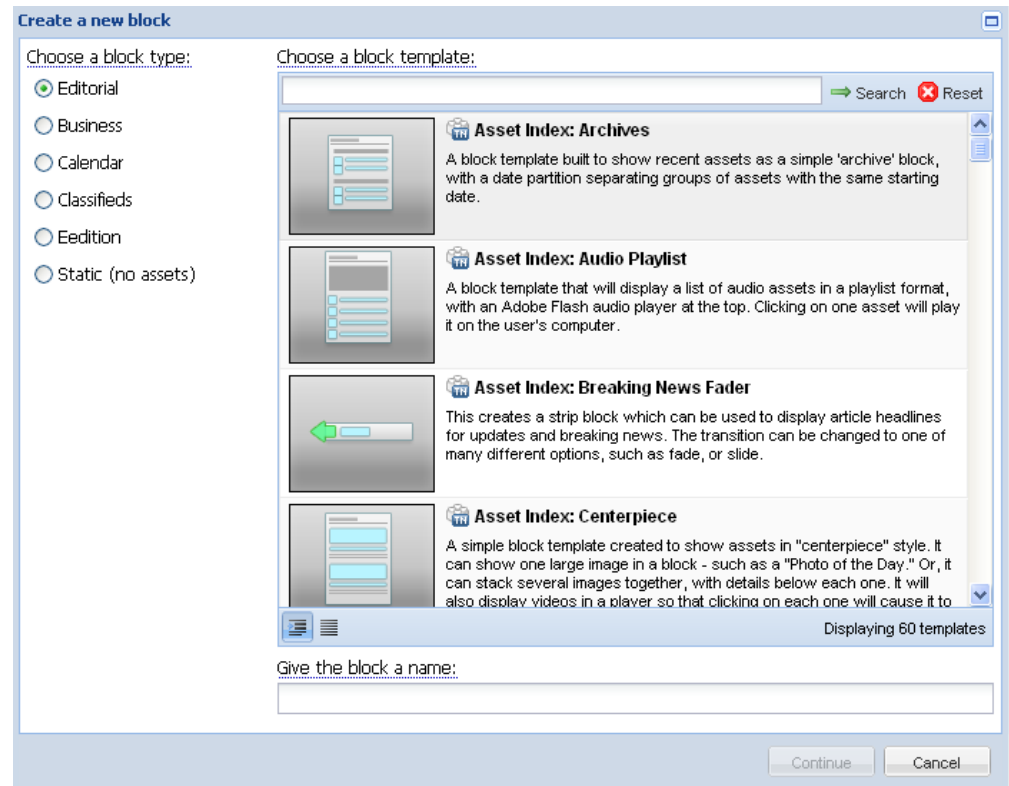 Create a new block
Choose a block type:
Editorial
Business
Calendar
Classifieds
Eedition
Static (no assets)
Choose a block template:
Search Reset
Asset Index: Archives
A block template built to show recent assets as a simple 'archive' block,
with a date partition separating groups of assets with the same starting
date.
Asset Index: Audio Playlist
A block template that will display a list of audio assets in a playlist format,
with an Adobe Flash audio player at the top. Clicking on one asset will play
it on the user's computer.
Asset Index: Breaking News Fader
This creates a strip block which can be used to display article headlines
for updates and breaking news. The transition can be changed to one of
many different options, such as fade, or slide.
Asset Index: Centerpiece
A simple block template created to show assets in "centerpiece" style. It
can show one large image in a block - such as a "Photo of the Day." Or, it
can stack several images together, with details below each one. It will
also display videos in a player so that clicking on each one will cause it to
Displaying 60 templates
Give the block a name:
Continue Cancel